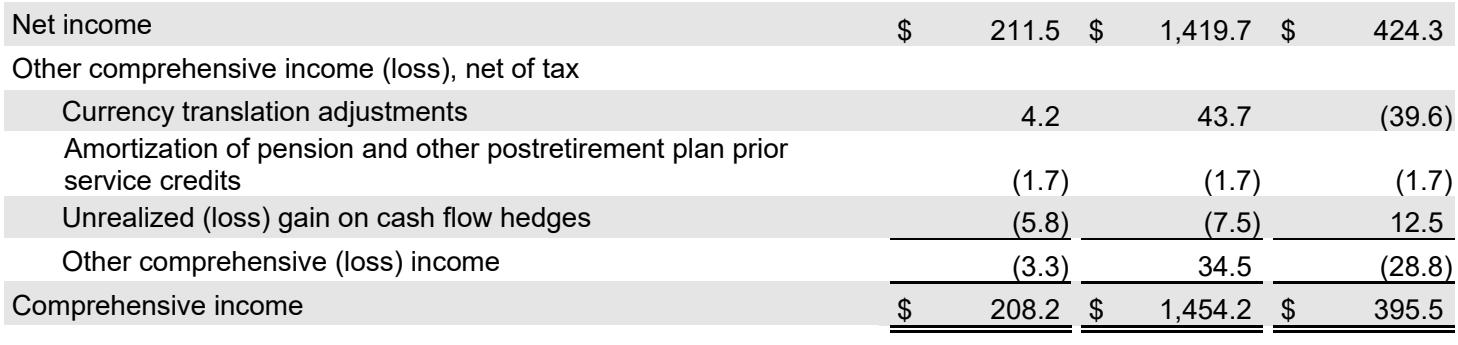 Net income $ 211.5 $ 1,419.7 $ 424.3
Other comprehensive income (loss), net of tax
Currency translation adjustments 4.2 43.7 (39.6)
Amortization of pension and other postretirement plan prior
service credits (1.7) (1.7) (1.7)
Unrealized (loss) gain on cash flow hedges (5.8) (7.5) 12.5
Other comprehensive (loss) income (3.3) 34.5 (28.8)
Comprehensive income $ 208.2 $ 1,454.2 $ 395.5